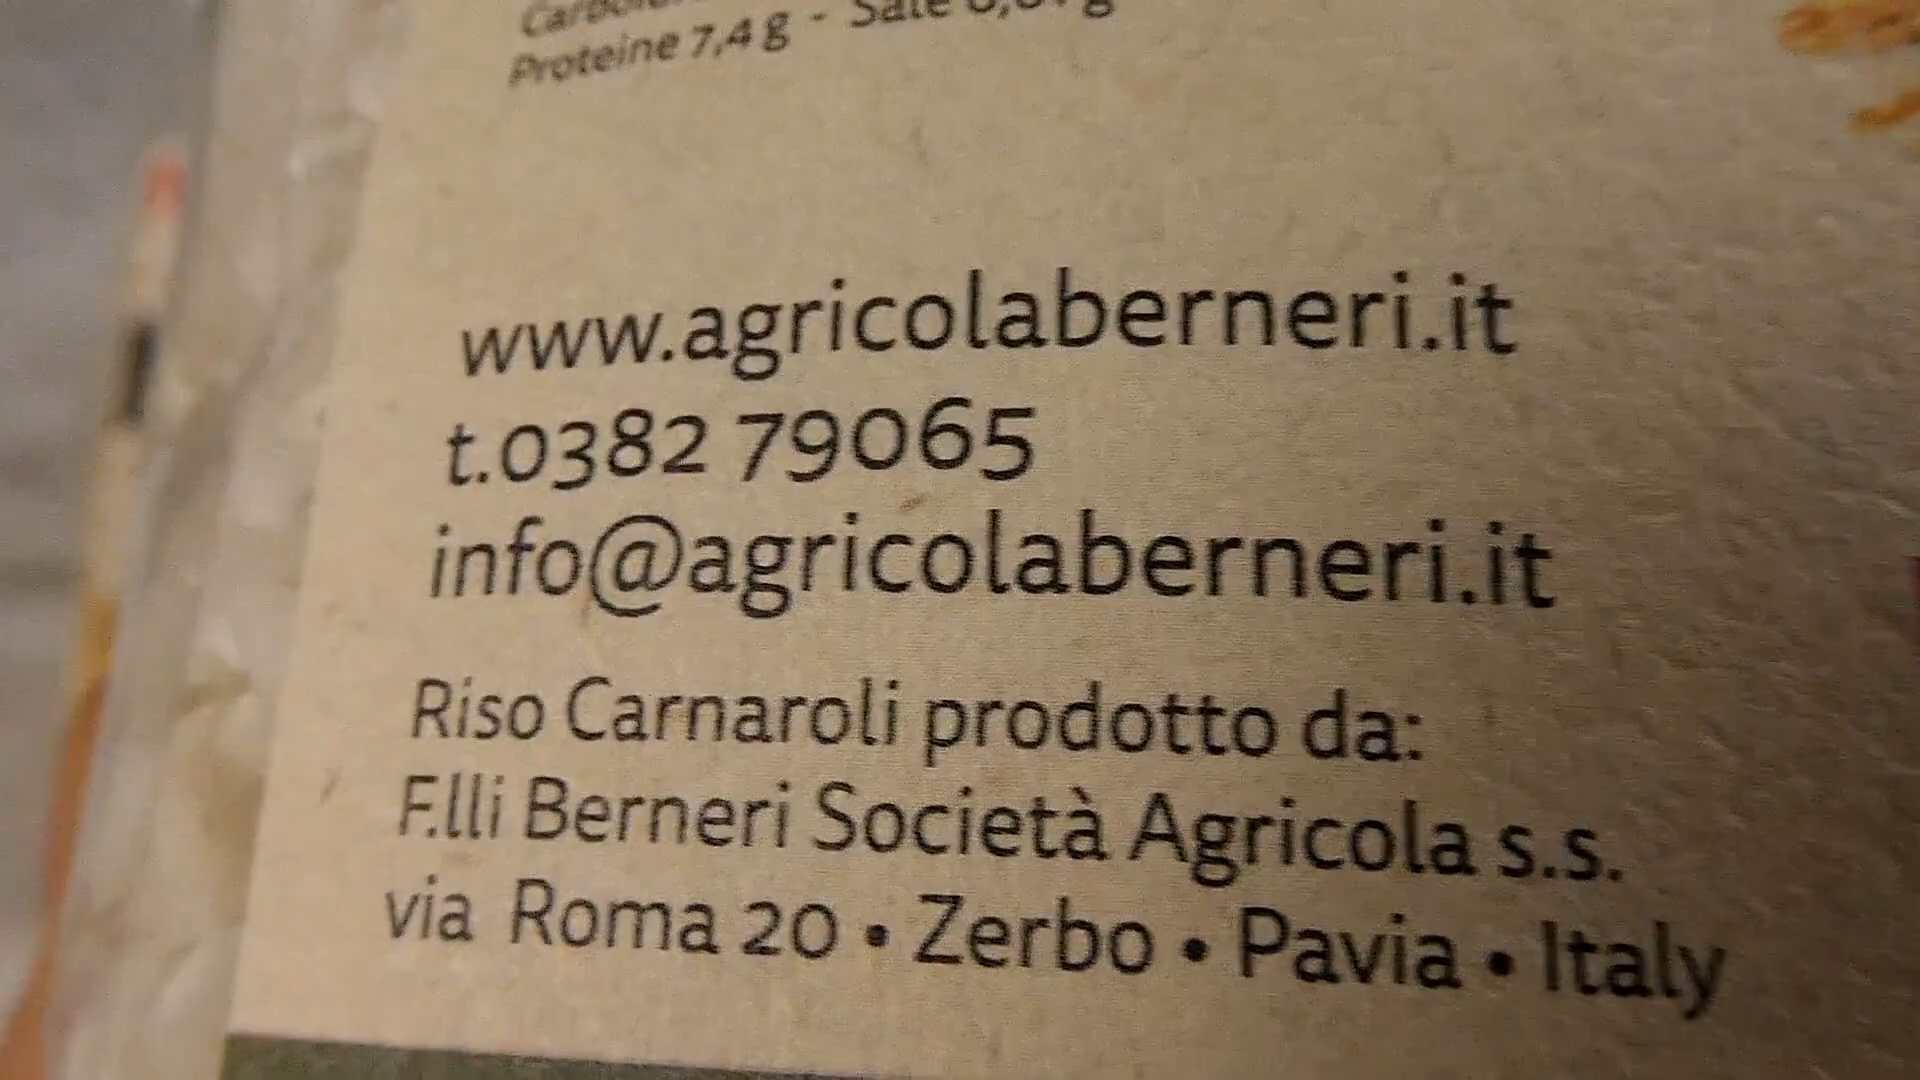 Proteine 7,4 g - Sale
www.agricolaberneri.it
t.0382 79065
info@agricolaberneri.it
Riso Carnaroli prodotto da:
F.lli Berneri Società Agricola s.s.
via Roma 20 • Zerbo • Pavia • Italy